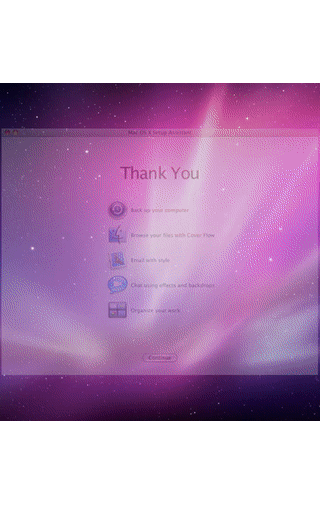 Mac OS X Setup Assistant
Thank You
Back up your computer
Browse your files with Cover Flow
Email with style
Chat using effects and backdrops
Organize your work
Continue